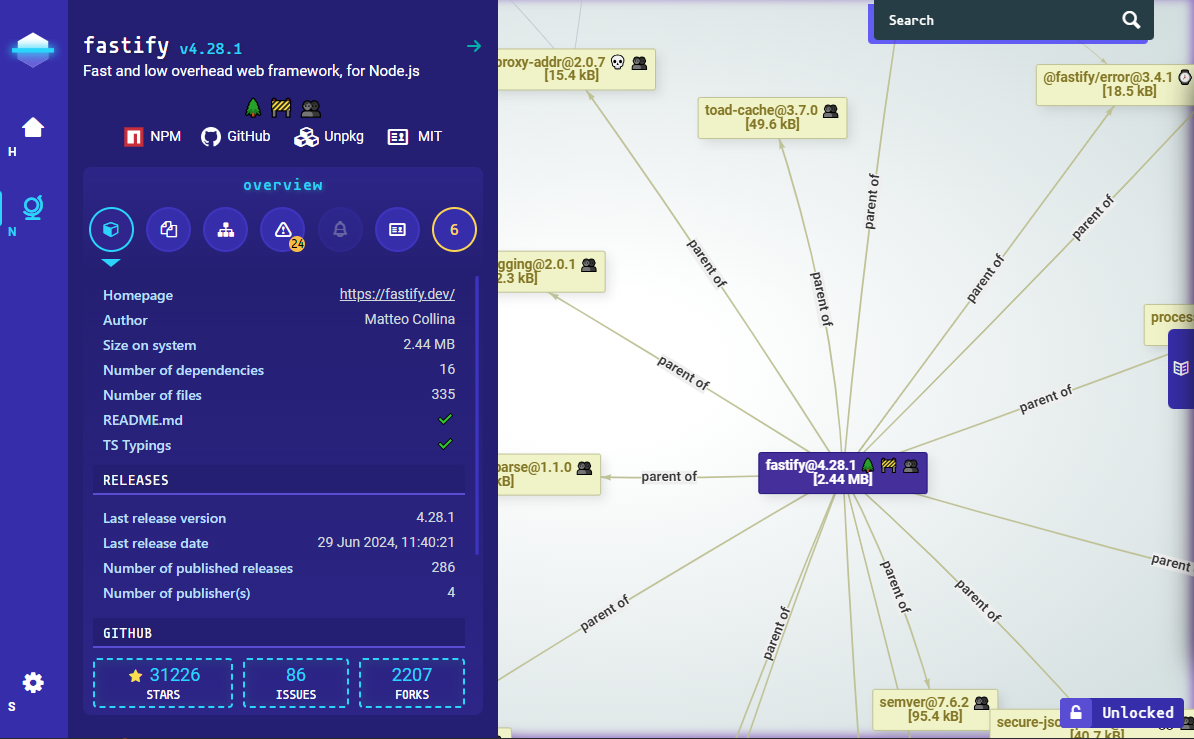 H
N
S
fastify v4.28.1
Fast and low overhead web framework, for Node.js
NPM GitHub Unpkg MIT
overview
24
6
Homepage https://fastify.dev/
Author Matteo Collina
Size on system 2.44 MB
Number of dependencies 16
Number of files 335
README.md
TS Typings
RELEASES
Last release version 4.28.1
Last release date 29 Jun 2024, 11:40:21
Number of published releases 286
Number of publisher(s) 4
GITHUB
31226 86 2207
STARS ISSUES FORKS
Search
proxy-addr@2.0.7
[15.4 kB]
@fastify/error@3.4.1
[18.5 kB]
toad-cache@3.7.0
[49.6 kB]
parent of
parent of
parent of
parent of
parent of
gging@2.0.1
2.3 kB]
proces
parent of
parent of
fastify@4.28.1
[2.44 MB]
parse@1.1.0
kB]
parent of
parent
parent of
parent of
parent of
parent of
semver@7.6.2
[95.4 kB]
secure-jso
[40.7 kB]
Unlocked